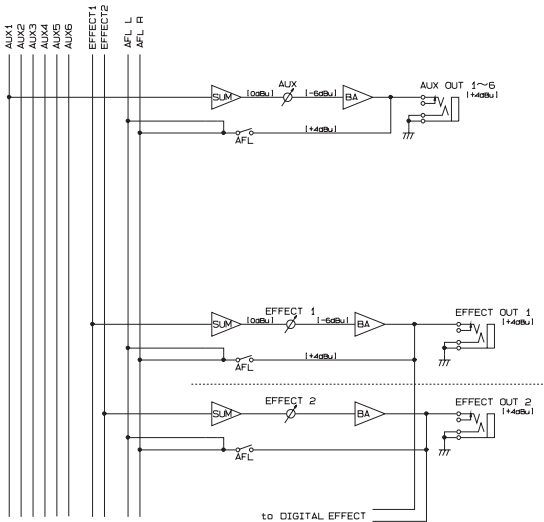 AUX1
AUX2
AUX3
AUX4
AUX5
AUX6
EFFECT1
EFFECT2
AFL L
AFL R
SUM
[0dBu]
AUX
[-6dBu]
BA
AUX OUT 1~6
[+4dBu]
[+4dBu]
AFL
SUM
[0dBu]
EFFECT 1
[-6dBu]
BA
EFFECT OUT 1
[+4dBu]
[+4dBu]
AFL
SUM
EFFECT 2
BA
EFFECT OUT 2
[+4dBu]
AFL
to DIGITAL EFFECT